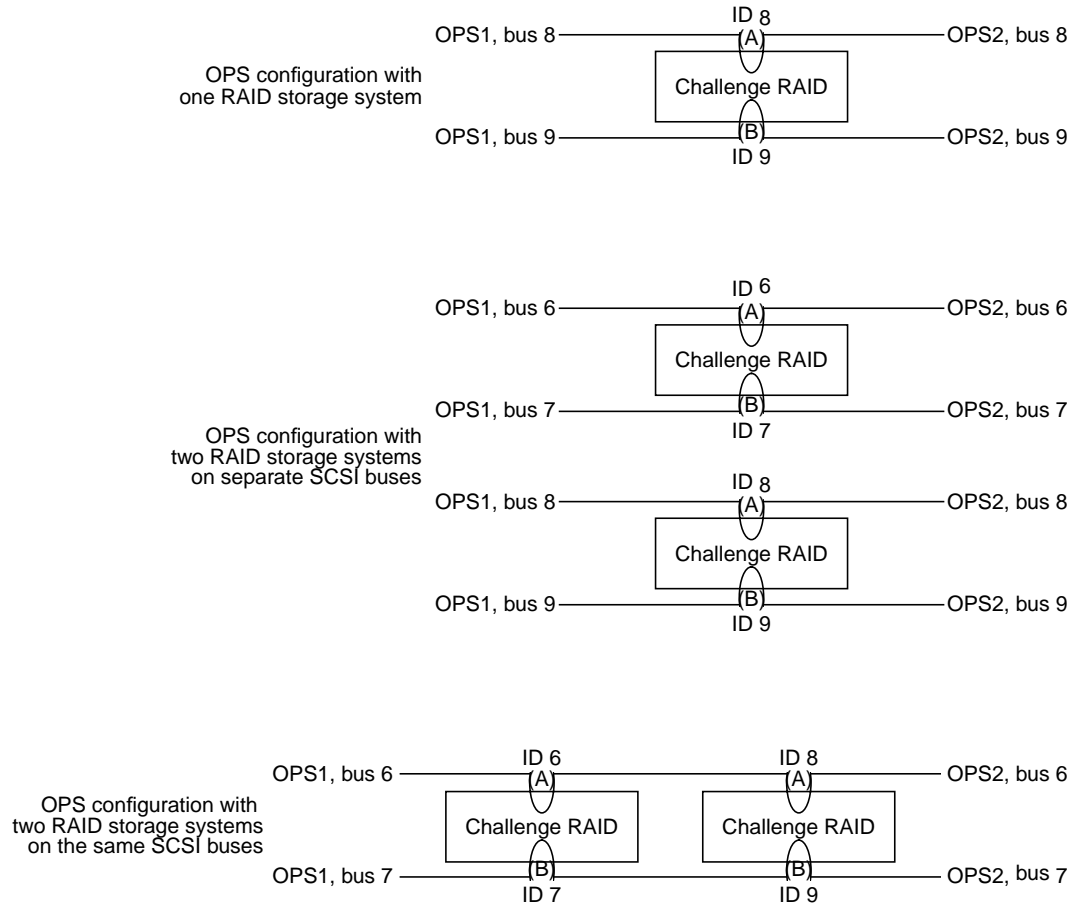 ID 8
OPS1, bus 8
(A)
OPS2, bus 8
OPS configuration with
one RAID storage system
Challenge RAID
OPS1, bus 9
(B)
OPS2, bus 9
ID 9
ID 6
OPS1, bus 6
(A)
OPS2, bus 6
Challenge RAID
OPS1, bus 7
(B)
OPS2, bus 7
ID 7
OPS configuration with
two RAID storage systems
on separate SCSI buses
ID 8
OPS1, bus 8
(A)
OPS2, bus 8
Challenge RAID
OPS1, bus 9
(B)
OPS2, bus 9
ID 9
ID 6
ID 8
OPS1, bus 6
(A)
(A)
OPS2, bus 6
OPS configuration with
two RAID storage systems
on the same SCSI buses
Challenge RAID
Challenge RAID
OPS1, bus 7
(B)
(B)
OPS2, bus 7
ID 7
ID 9